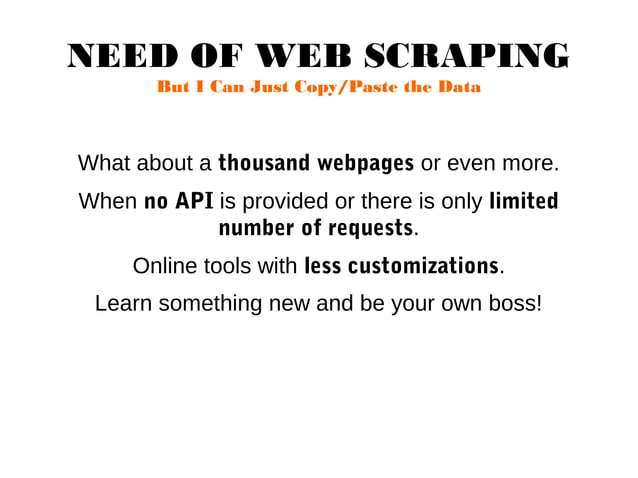 NEED OF WEB SCRAPING
But I Can Just Copy/Paste the Data
What about a thousand webpages or even more.
When no API is provided or there is only limited
number of requests.
Online tools with less customizations.
Learn something new and be your own boss!